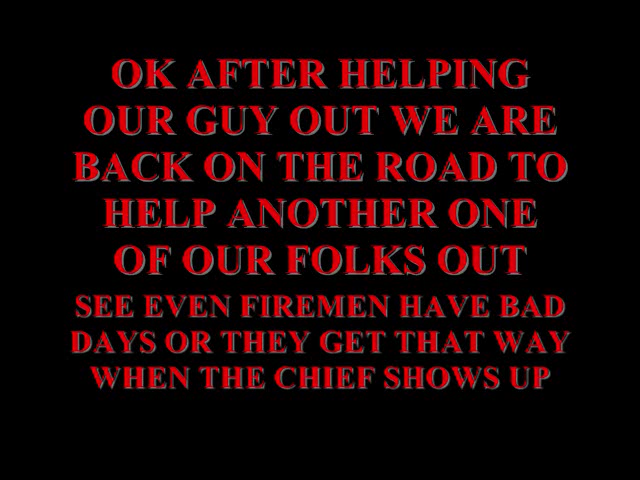 OK AFTER HELPING
OUR GUY OUT WE ARE
BACK ON THE ROAD TO
HELP ANOTHER ONE
OF OUR FOLKS OUT
SEE EVEN FIREMEN HAVE BAD
DAYS OR THEY GET THAT WAY
WHEN THE CHIEF SHOWS UP